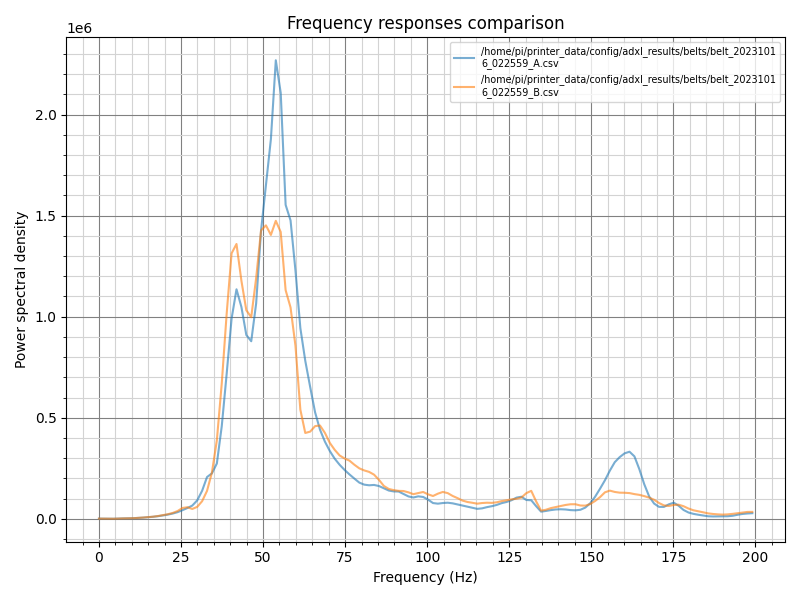 Frequency responses comparison
1e6
/home/pi/printer_data/config/adxl_results/belts/belt_2023101
6_022559_A.csv
/home/pi/printer_data/config/adxl_results/belts/belt_2023101
6_022559_B.csv
2.0
1.5
1.0
0.5
0.0
Power spectral density
0 25 50 75 100 125 150 175 200
Frequency (Hz)